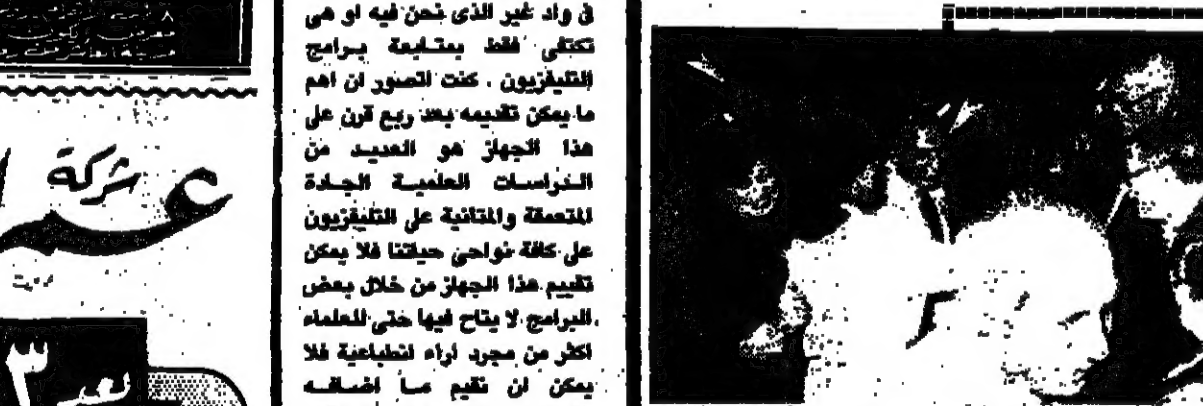 فى واد غير الذى نحن فيه او هى
تكتفى فقط بمتابعة برامج
التليفزيون . كنت اتصور ان اهم
ما يمكن تقديمه بعد ربع قرن على
هذا الجهاز هو العديد من
الدراسات العلمية الجادة
المتعمقة والمتانية على التليفزيون
على كافة نواحى حياتنا فلا يمكن
تقييم هذا الجهاز من خلال بعض
البرامج لا يتاح فيها حتى للعلماء
اكثر من مجرد اراء انطباعية فلا
يمكن ان نقيم ما اضافه
شركة
٣